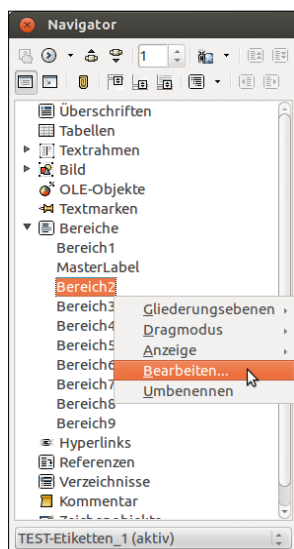 Navigator
1
Überschriften
Tabellen
Textrahmen
Bild
OLE-Objekte
Textmarken
Bereiche
Bereich1
MasterLabel
Bereich2
Bereich3
Gliederungsebenen
Bereich4
Dragmodus
Bereich5
Anzeige
Bereich6
Bearbeiten...
Bereich7
Umbenennen
Bereich8
Bereich9
Hyperlinks
Referenzen
Verzeichnisse
Kommentar
Zeichenobjekte
TEST-Etiketten_1 (aktiv)